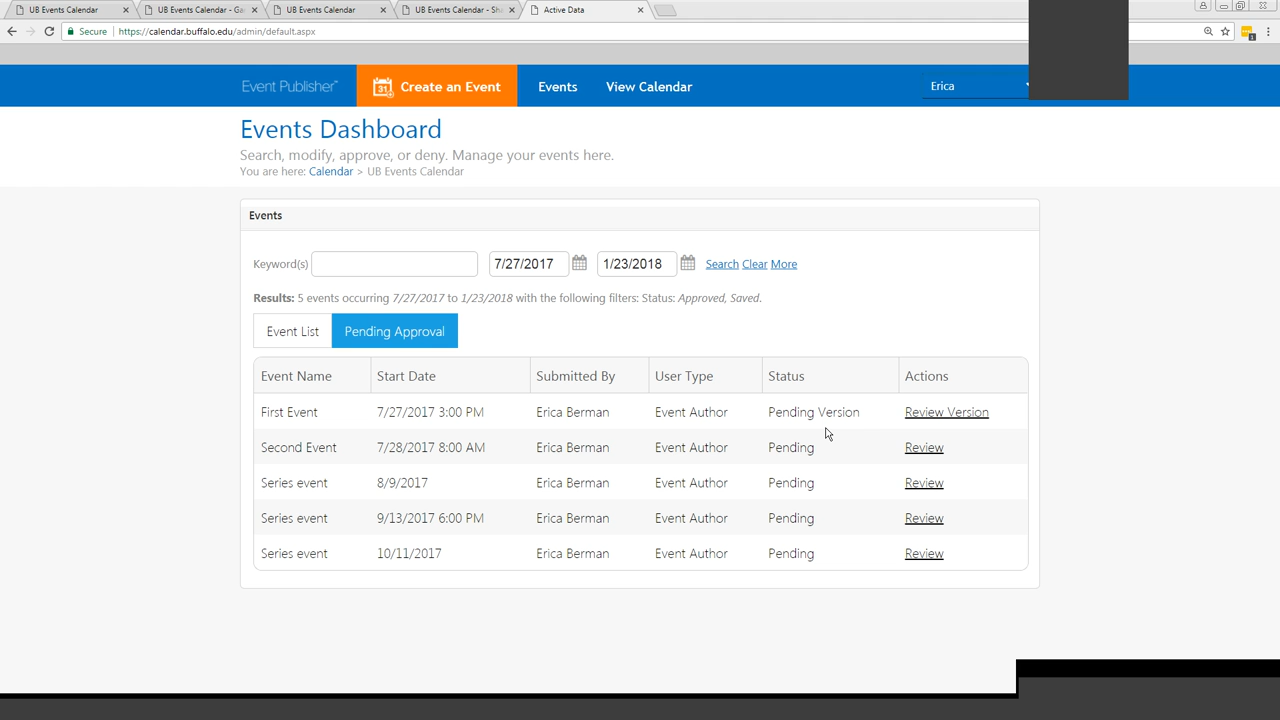 UB Events Calendar
UB Events Calendar - Ga
UB Events Calendar
UB Events Calendar - Sha
Active Data
Secure https://calendar.buffalo.edu/admin/default.aspx
Event Publisher™
31 Create an Event
Events
View Calendar
Erica
Events Dashboard
Search, modify, approve, or deny. Manage your events here.
You are here: Calendar > UB Events Calendar
Events
Keyword(s) 7/27/2017 1/23/2018 Search Clear More
Results: 5 events occurring 7/27/2017 to 1/23/2018 with the following filters: Status: Approved, Saved.
Event List Pending Approval
Event Name Start Date Submitted By User Type Status Actions
First Event 7/27/2017 3:00 PM Erica Berman Event Author Pending Version Review Version
Second Event 7/28/2017 8:00 AM Erica Berman Event Author Pending Review
Series event 8/9/2017 Erica Berman Event Author Pending Review
Series event 9/13/2017 6:00 PM Erica Berman Event Author Pending Review
Series event 10/11/2017 Erica Berman Event Author Pending Review